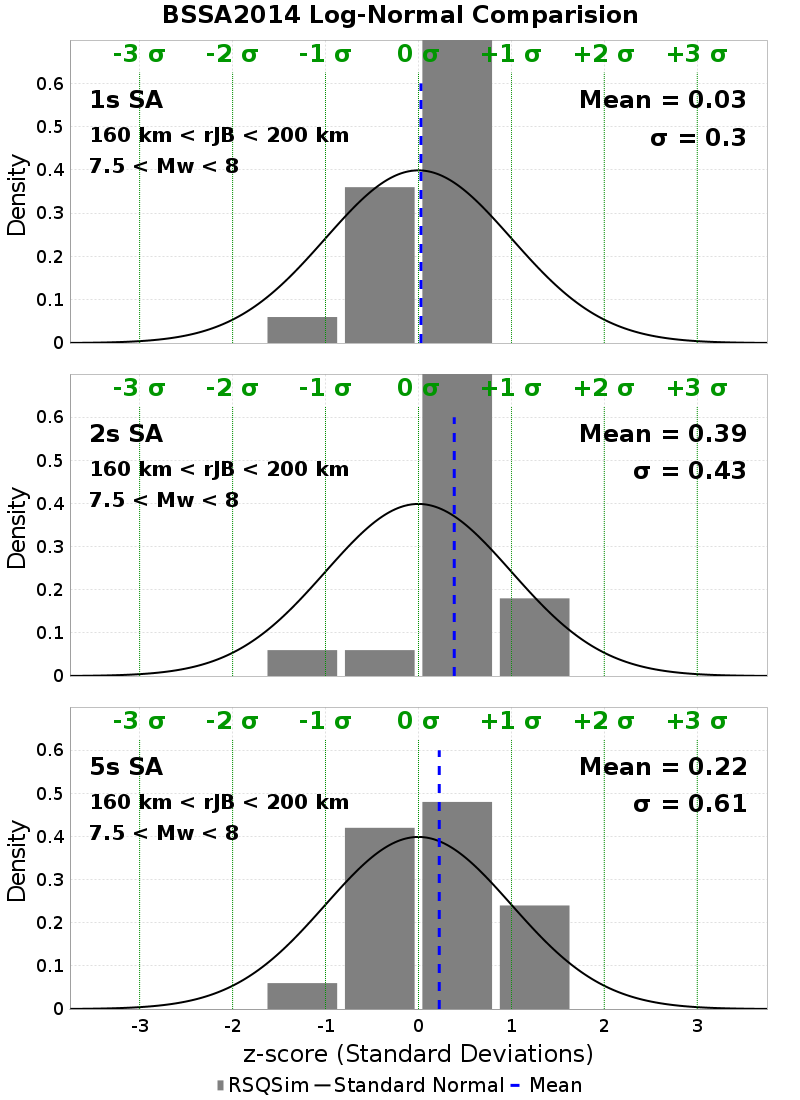 BSSA2014 Log-Normal Comparision
-3 σ -2 σ -1 σ 0 σ +1 σ +2 σ +3 σ
0.6
1s SA Mean = 0.03
0.5
160 km < rJB < 200 km σ = 0.3
7.5 < Mw < 8
0.4
Density
0.3
0.2
0.1
0
-3 σ -2 σ -1 σ 0 σ +1 σ +2 σ +3 σ
0.6
2s SA Mean = 0.39
0.5
160 km < rJB < 200 km σ = 0.43
7.5 < Mw < 8
0.4
Density
0.3
0.2
0.1
0
-3 σ -2 σ -1 σ 0 σ +1 σ +2 σ +3 σ
0.6
5s SA Mean = 0.22
0.5
160 km < rJB < 200 km σ = 0.61
7.5 < Mw < 8
0.4
Density
0.3
0.2
0.1
0
-3 -2 -1 0 1 2 3
z-score (Standard Deviations)
RSQSim Standard Normal Mean